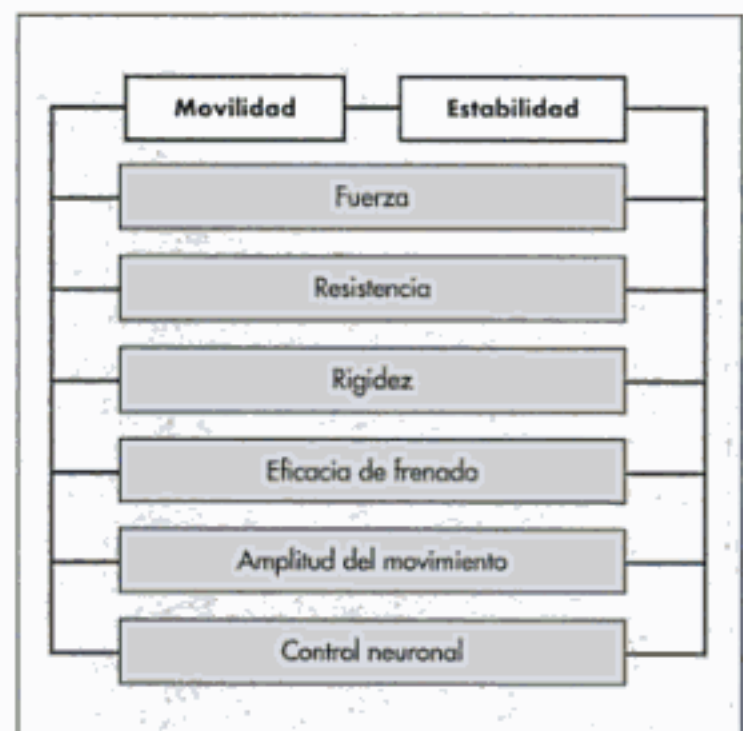 Movilidad
Estabilidad
Fuerza
Resistencia
Rigidez
Eficacia de frenado
Amplitud del movimiento
Control neuronal